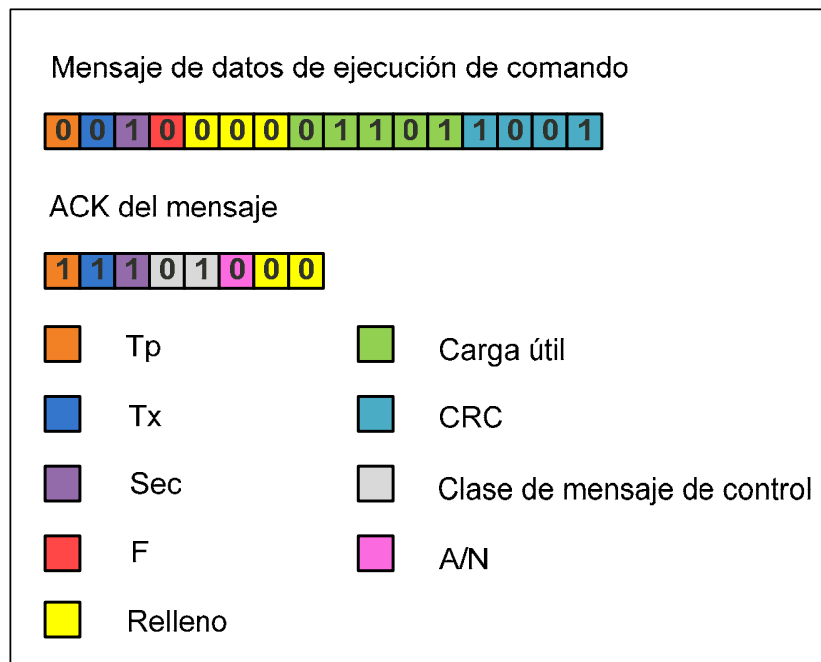 Mensaje de datos de ejecución de comando
0 0 1 0 0 0 0 0 1 1 0 1 1 0 0 1
ACK del mensaje
1 1 1 0 1 0 0 0
Tp
Carga útil
Tx
CRC
Sec
Clase de mensaje de control
F
A/N
Relleno